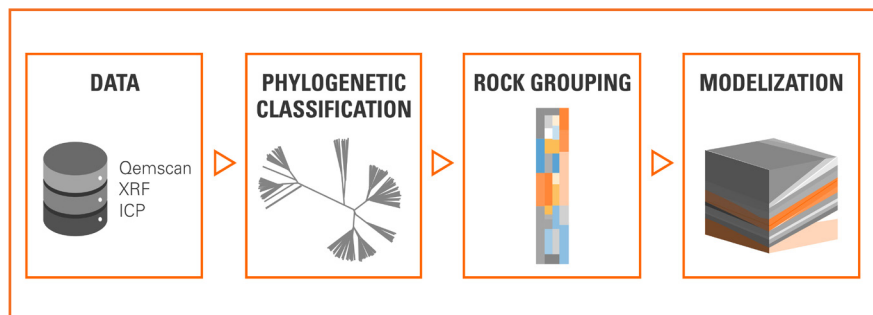 DATA
Qemscan
XRF
ICP
PHYLOGENETIC
CLASSIFICATION
ROCK GROUPING
MODELIZATION